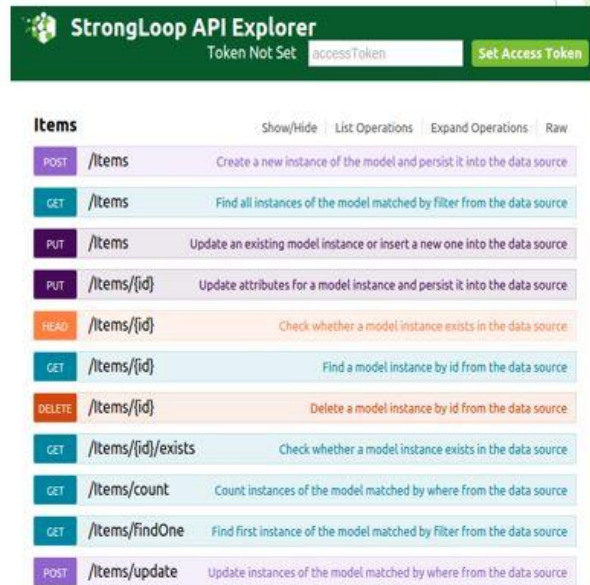 StrongLoop API Explorer
Token Not Set accessToken Set Access Token
Items Show/Hide List Operations Expand Operations Raw
POST /Items Create a new instance of the model and persist it into the data source
GET /Items Find all instances of the model matched by filter from the data source
PUT /Items Update an existing model instance or insert a new one into the data source
PUT /Items/{id} Update attributes for a model instance and persist it into the data source
HEAD /Items/{id} Check whether a model instance exists in the data source
GET /Items/{id} Find a model instance by id from the data source
DELETE /Items/{id} Delete a model instance by id from the data source
GET /Items/{id}/exists Check whether a model instance exists in the data source
GET /Items/count Count instances of the model matched by where from the data source
GET /Items/findOne Find first instance of the model matched by filter from the data source
POST /Items/update Update instances of the model matched by where from the data source